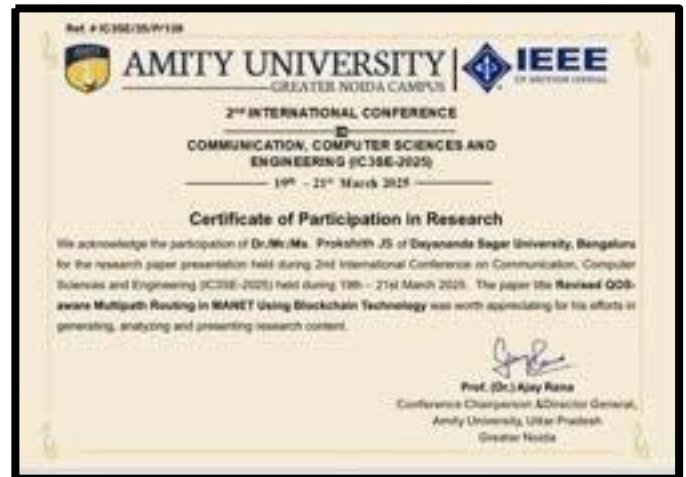 Ref. # IC3SE/25/P/139
AMITY UNIVERSITY
GREATER NOIDA CAMPUS
IEEE
UP SECTION
2nd INTERNATIONAL CONFERENCE
COMMUNICATION, COMPUTER SCIENCES AND
ENGINEERING (IC3SE-2025)
19th - 21st March 2025
Certificate of Participation in Research
We acknowledge the participation of Dr./Mr./Ms. Prokshith JS of Dayananda Sagar University, Bengaluru
for the research paper presentation held during 2nd International Conference on Communication, Computer
Sciences and Engineering (IC3SE-2025) held during 19th - 21st March 2025. The paper title Revised QOS-
aware Multipath Routing in MANET Using Blockchain Technology was worth appreciating for his efforts in
generating, analyzing and presenting research content.
Prof. (Dr.) Ajay Rana
Conference Chairperson &Director General,
Amity University, Uttar Pradesh
Greater Noida